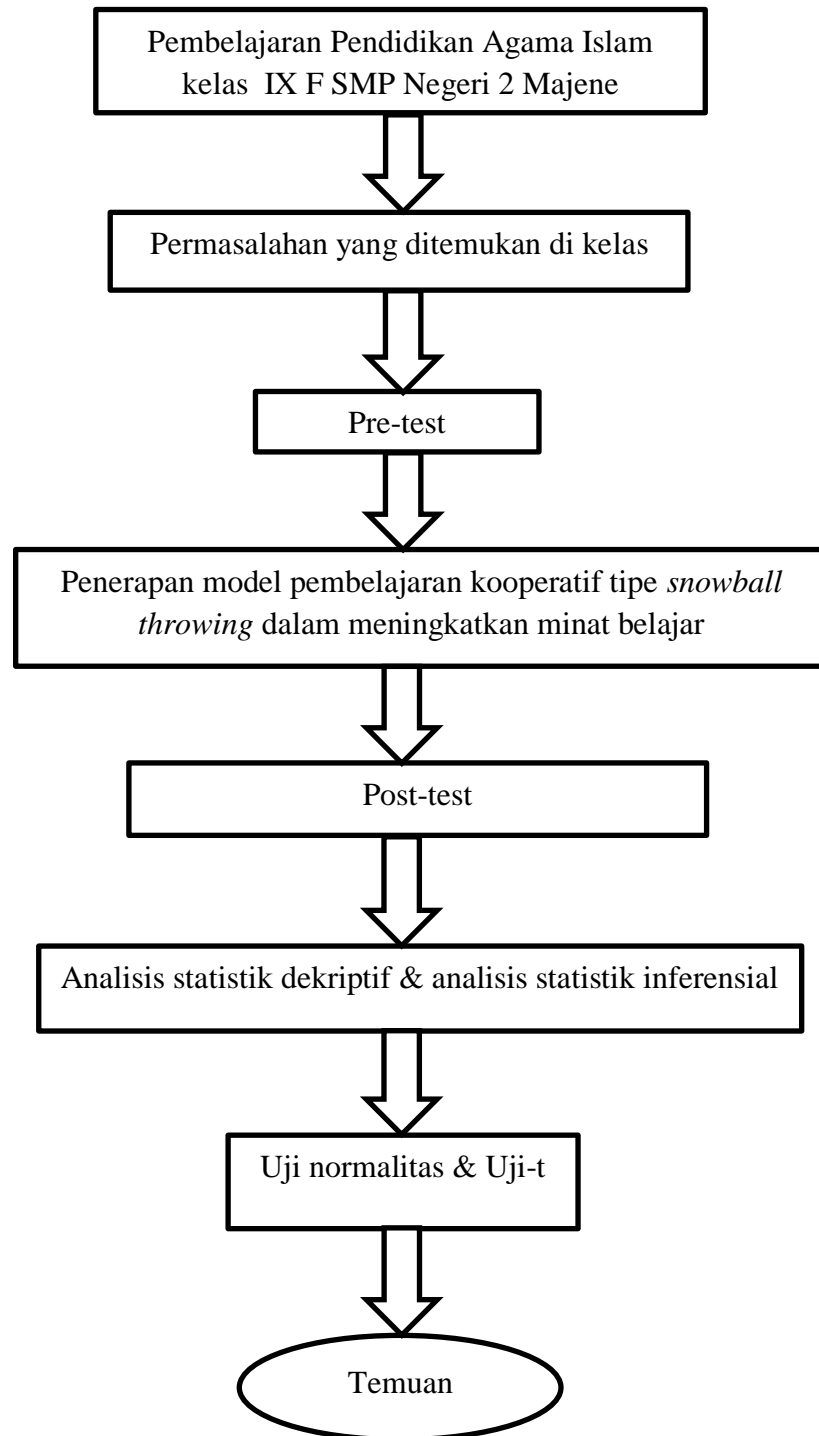 Pembelajaran Pendidikan Agama Islam
kelas IX F SMP Negeri 2 Majene
Permasalahan yang ditemukan di kelas
Pre-test
Penerapan model pembelajaran kooperatif tipe snowball
throwing dalam meningkatkan minat belajar
Post-test
Analisis statistik dekriptif & analisis statistik inferensial
Uji normalitas & Uji-t
Temuan